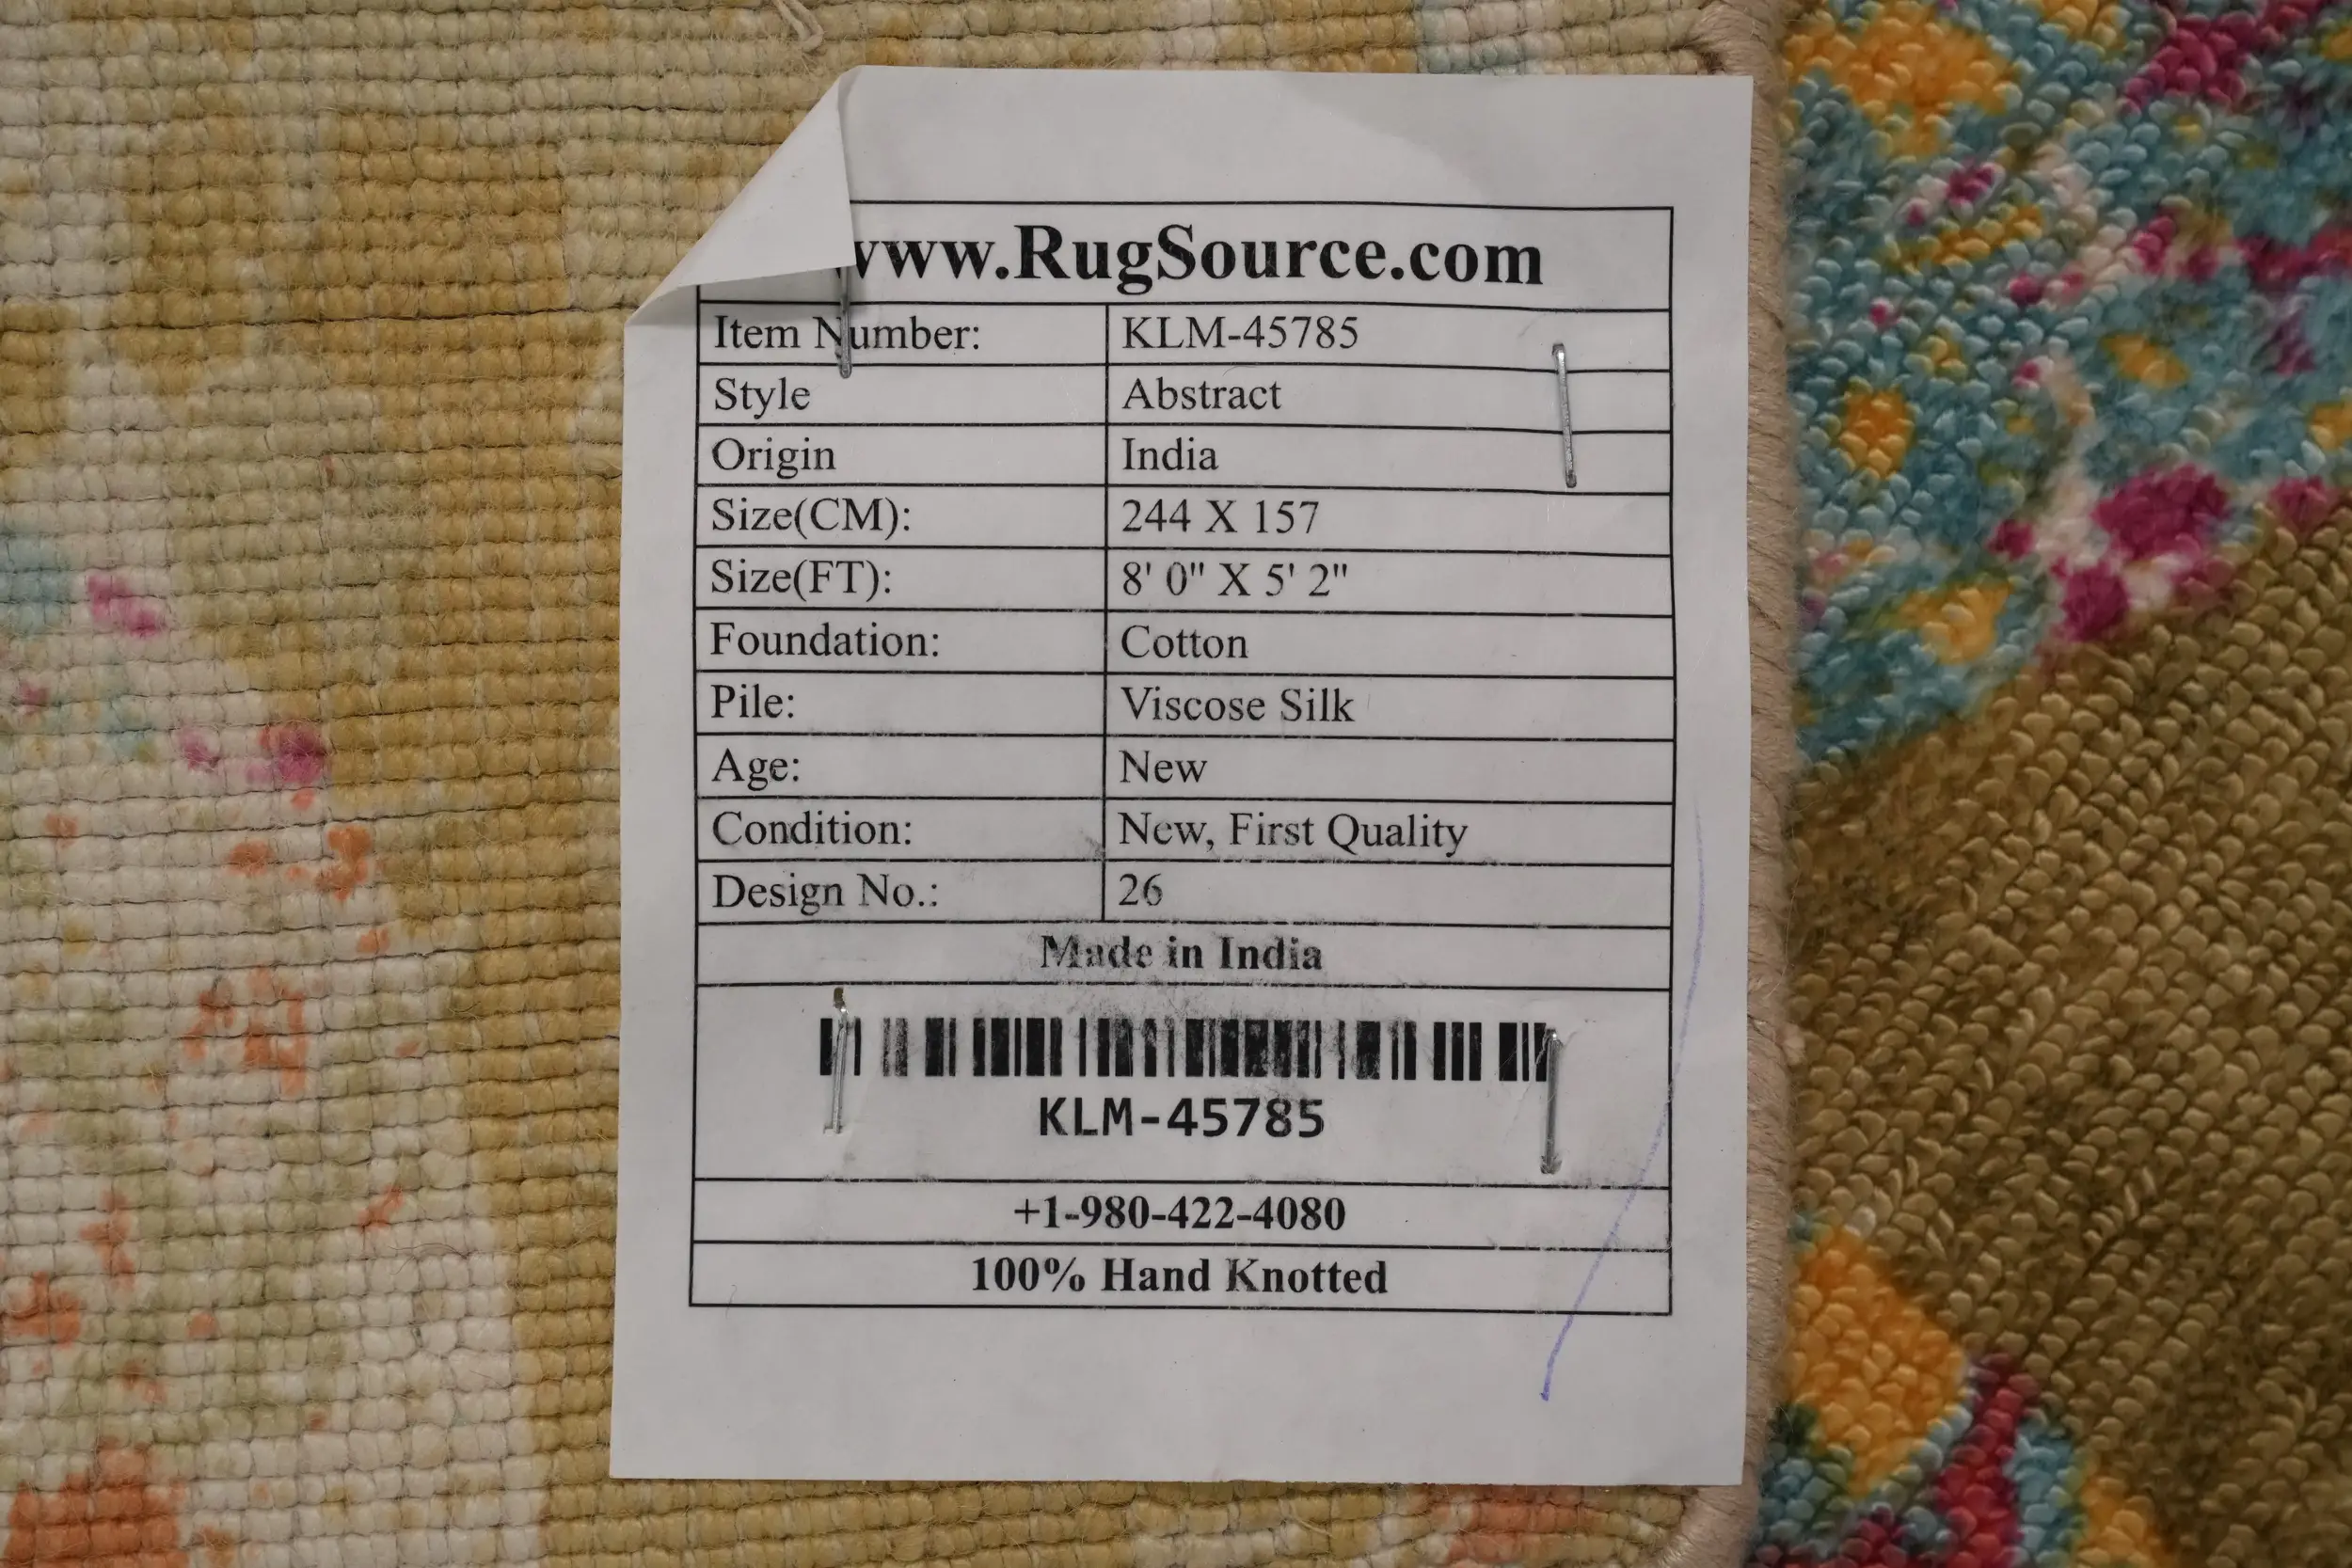 www.RugSource.com
Item Number: KLM-45785
Style Abstract
Origin India
Size(CM): 244 X 157
Size(FT): 8' 0" X 5' 2"
Foundation: Cotton
Pile: Viscose Silk
Age: New
Condition: New, First Quality
Design No.: 26
Made in India
KLM-45785
+1-980-422-4080
100% Hand Knotted